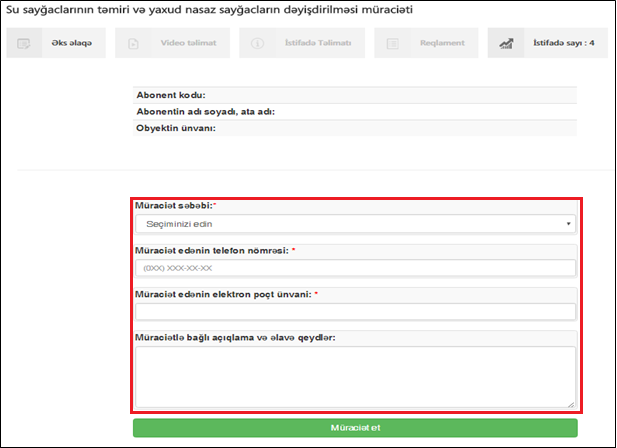 Su sayğaclarının təmiri və yaxud nasaz sayğacların dəyişdirilməsi müraciəti
Əks əlaqə
Video təlimat
İstifadə Təlimatı
Reqlament
İstifadə sayı : 4
Abonent kodu:
Abonentin adı soyadı, ata adı:
Obyektin ünvanı:
Müraciət səbəbi:*
Seçiminizi edin
Müraciət edənin telefon nömrəsi: *
(0XX) XXX-XX-XX
Müraciət edənin elektron poçt ünvani: *
Müraciətlə bağlı açıqlama və əlavə qeydlər:
Müraciət et